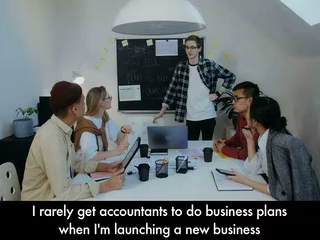 I rarely get accountants to do business plans
when I'm launching a new business